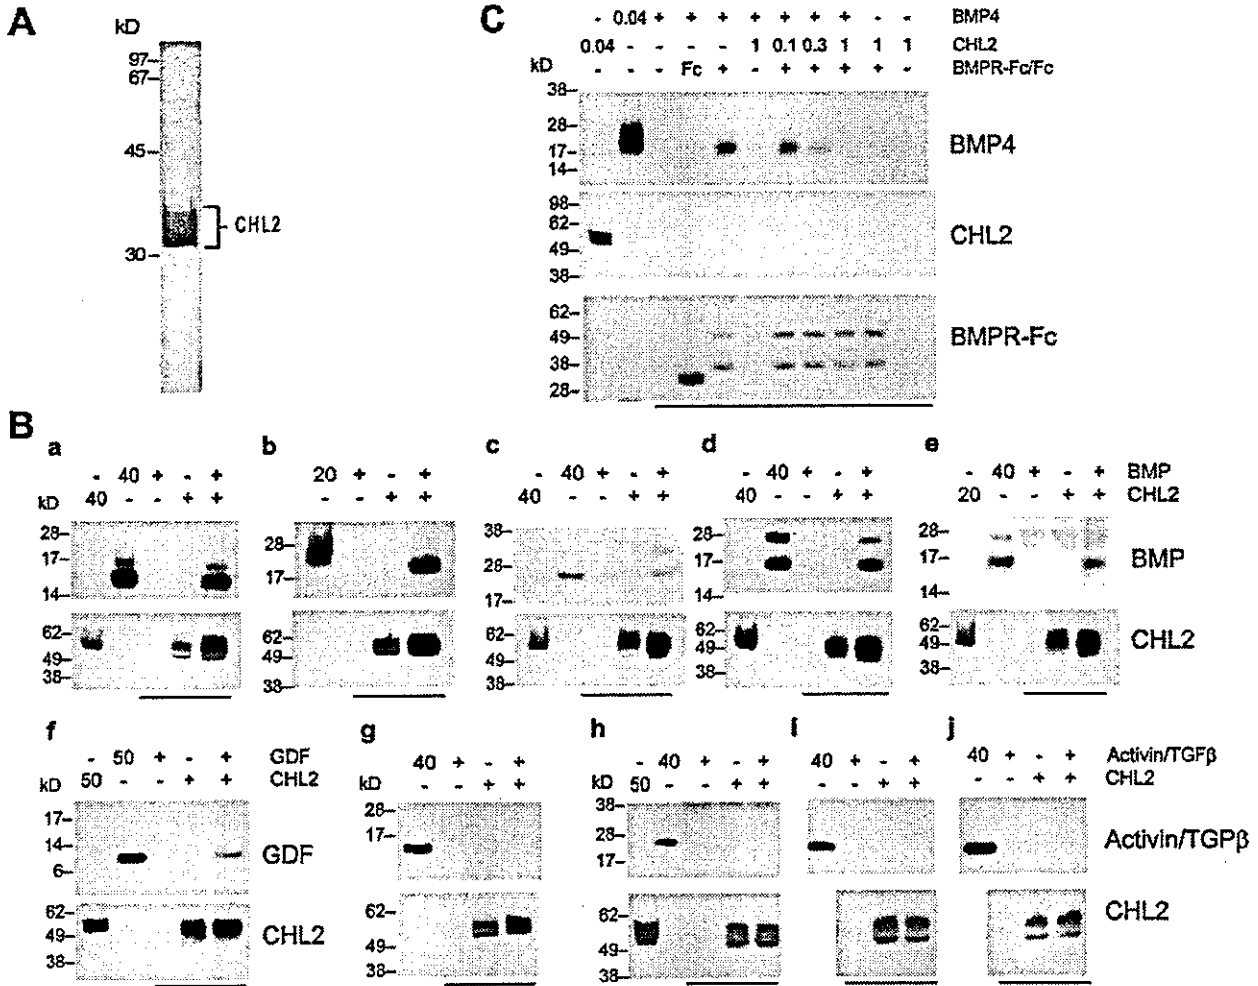 A
kD
97
67
45
CHL2
30
C
- 0.04 + + + + + + + - - BMP4
0.04 - - - - 1 0.1 0.3 1 1 1 CHL2
- - - Fc + - + + + + - BMPR-Fc/Fc
kD
38
28
17
14
BMP4
98
62
49
38
CHL2
62
49
38
28
BMPR-Fc
B
a
- 40 + - +
40 - - + +
kD
28
17
14
62
49
38
b
20 + - +
- - + +
28
17
62
49
38
c
- 40 + - +
40 - - + +
38
28
17
62
49
38
d
- 40 + - +
40 - - + +
28
17
14
62
49
38
e
- 40 + - + BMP
20 - - + + CHL2
28
17
14
BMP
62
49
38
CHL2
f
- 50 + - + GDF
50 - - + + CHL2
kD
17
14
6
GDF
62
49
38
CHL2
g
40 + - +
- - + +
kD
28
17
62
49
38
h
- 40 + - +
50 - - + +
kD
38
28
17
62
49
38
i
40 + - +
- - + +
j
40 + - + Activin/TGFβ
- - + + CHL2
Activin/TGPβ
CHL2